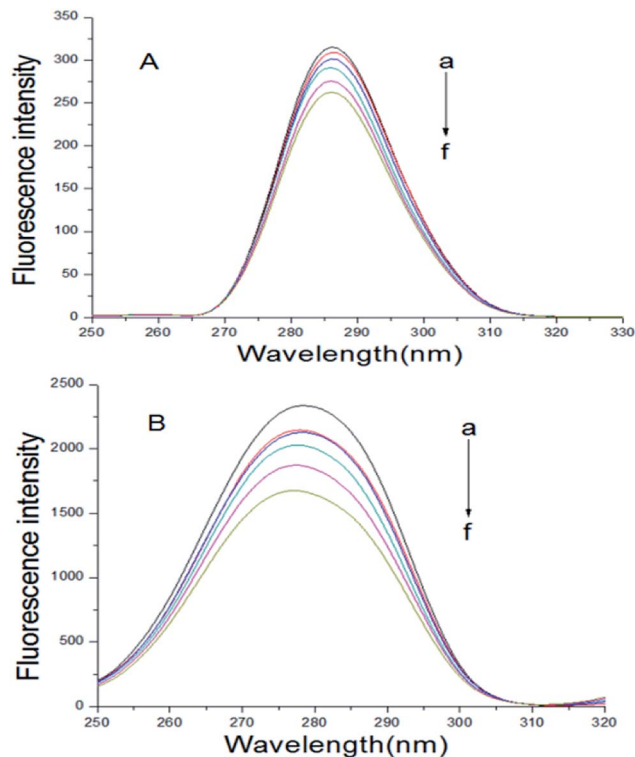 350
300
A
a
250
200
f
150
100
50
0
Fluorescence intensity
250 260 270 280 290 300 310 320 330
Wavelength(nm)
2500
B
a
2000
1500
f
1000
500
0
Fluorescence intensity
250 260 270 280 290 300 310 320
Wavelength(nm)